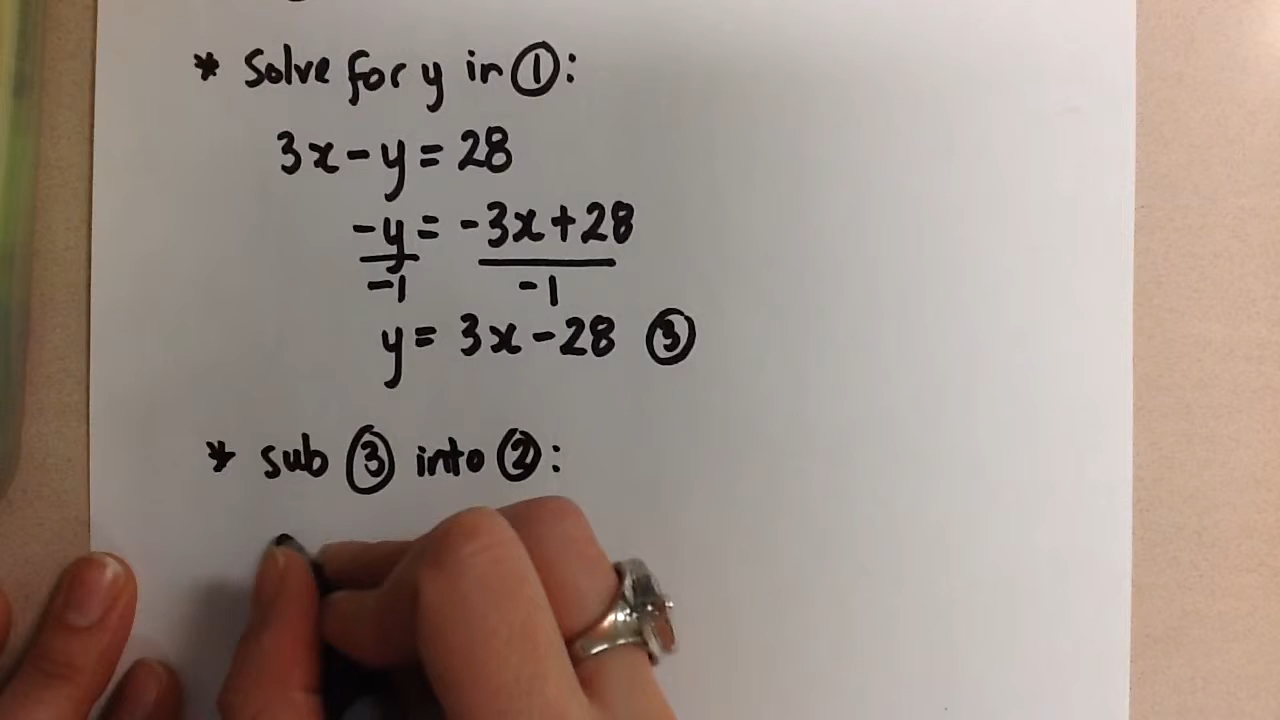 * Solve for y in ①:
3x - y = 28
-y = -3x + 28
-1 -1
y = 3x - 28 ③
* sub ③ into ②: